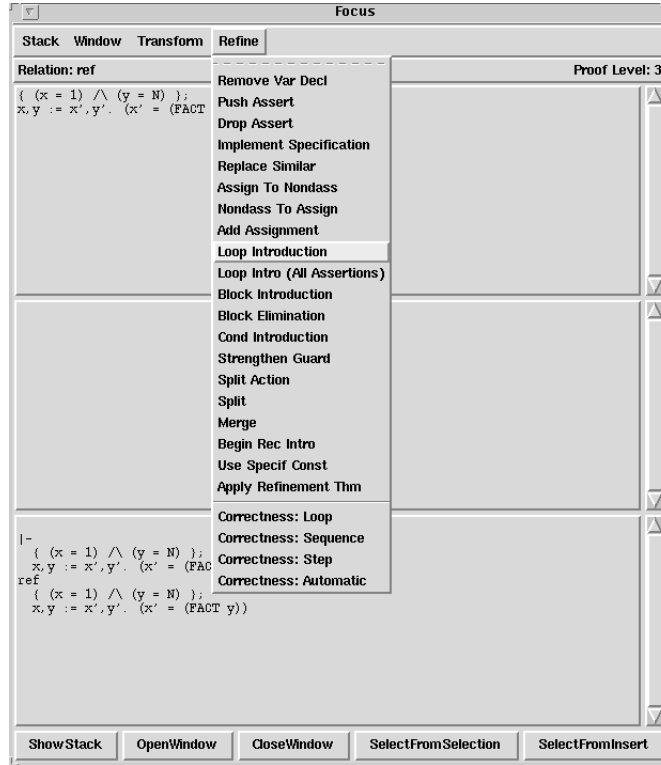 Focus
Stack Window Transform Refine
Relation: ref Proof Level: 3
{ (x = 1) /\ (y = N) };
x,y := x',y'. (x' = (FACT
Remove Var Decl
Push Assert
Drop Assert
Implement Specification
Replace Similar
Assign To Nondass
Nondass To Assign
Add Assignment
Loop Introduction
Loop Intro (All Assertions)
Block Introduction
Block Elimination
Cond Introduction
Strengthen Guard
Split Action
Split
Merge
Begin Rec Intro
Use Specif Const
Apply Refinement Thm
Correctness: Loop
Correctness: Sequence
Correctness: Step
Correctness: Automatic
|-
{ (x = 1) /\ (y = N) };
x,y := x',y'. (x' = (FAC
ref
{ (x = 1) /\ (y = N) };
x,y := x',y'. (x' = (FACT y))
ShowStack OpenWindow CloseWindow SelectFromSelection SelectFromInsert